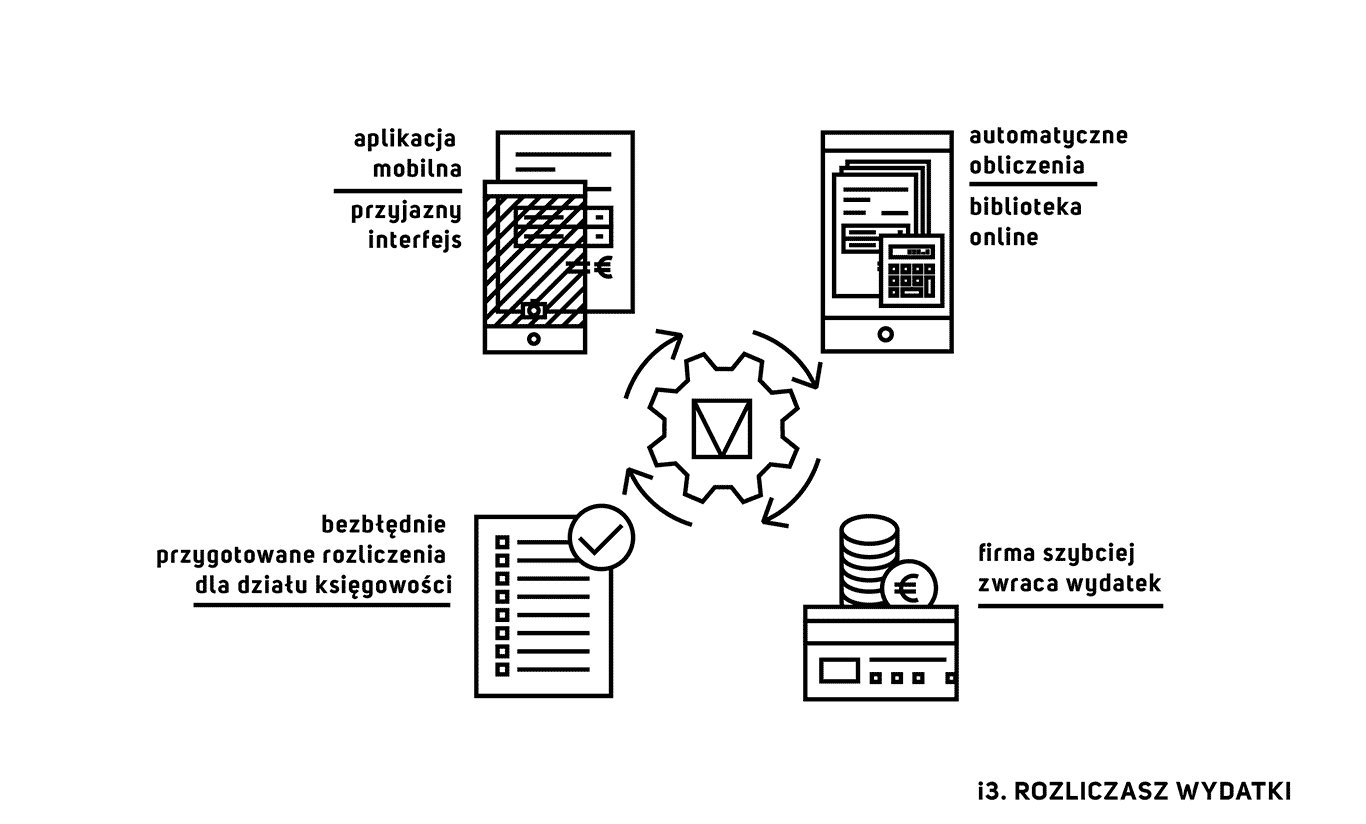 aplikacja
mobilna
przyjazny
interfejs
automatyczne
obliczenia
biblioteka
online
bezbłędnie
przygotowane rozliczenia
dla działu księgowości
firma szybciej
zwraca wydatek
i3. ROZLICZASZ WYDATKI